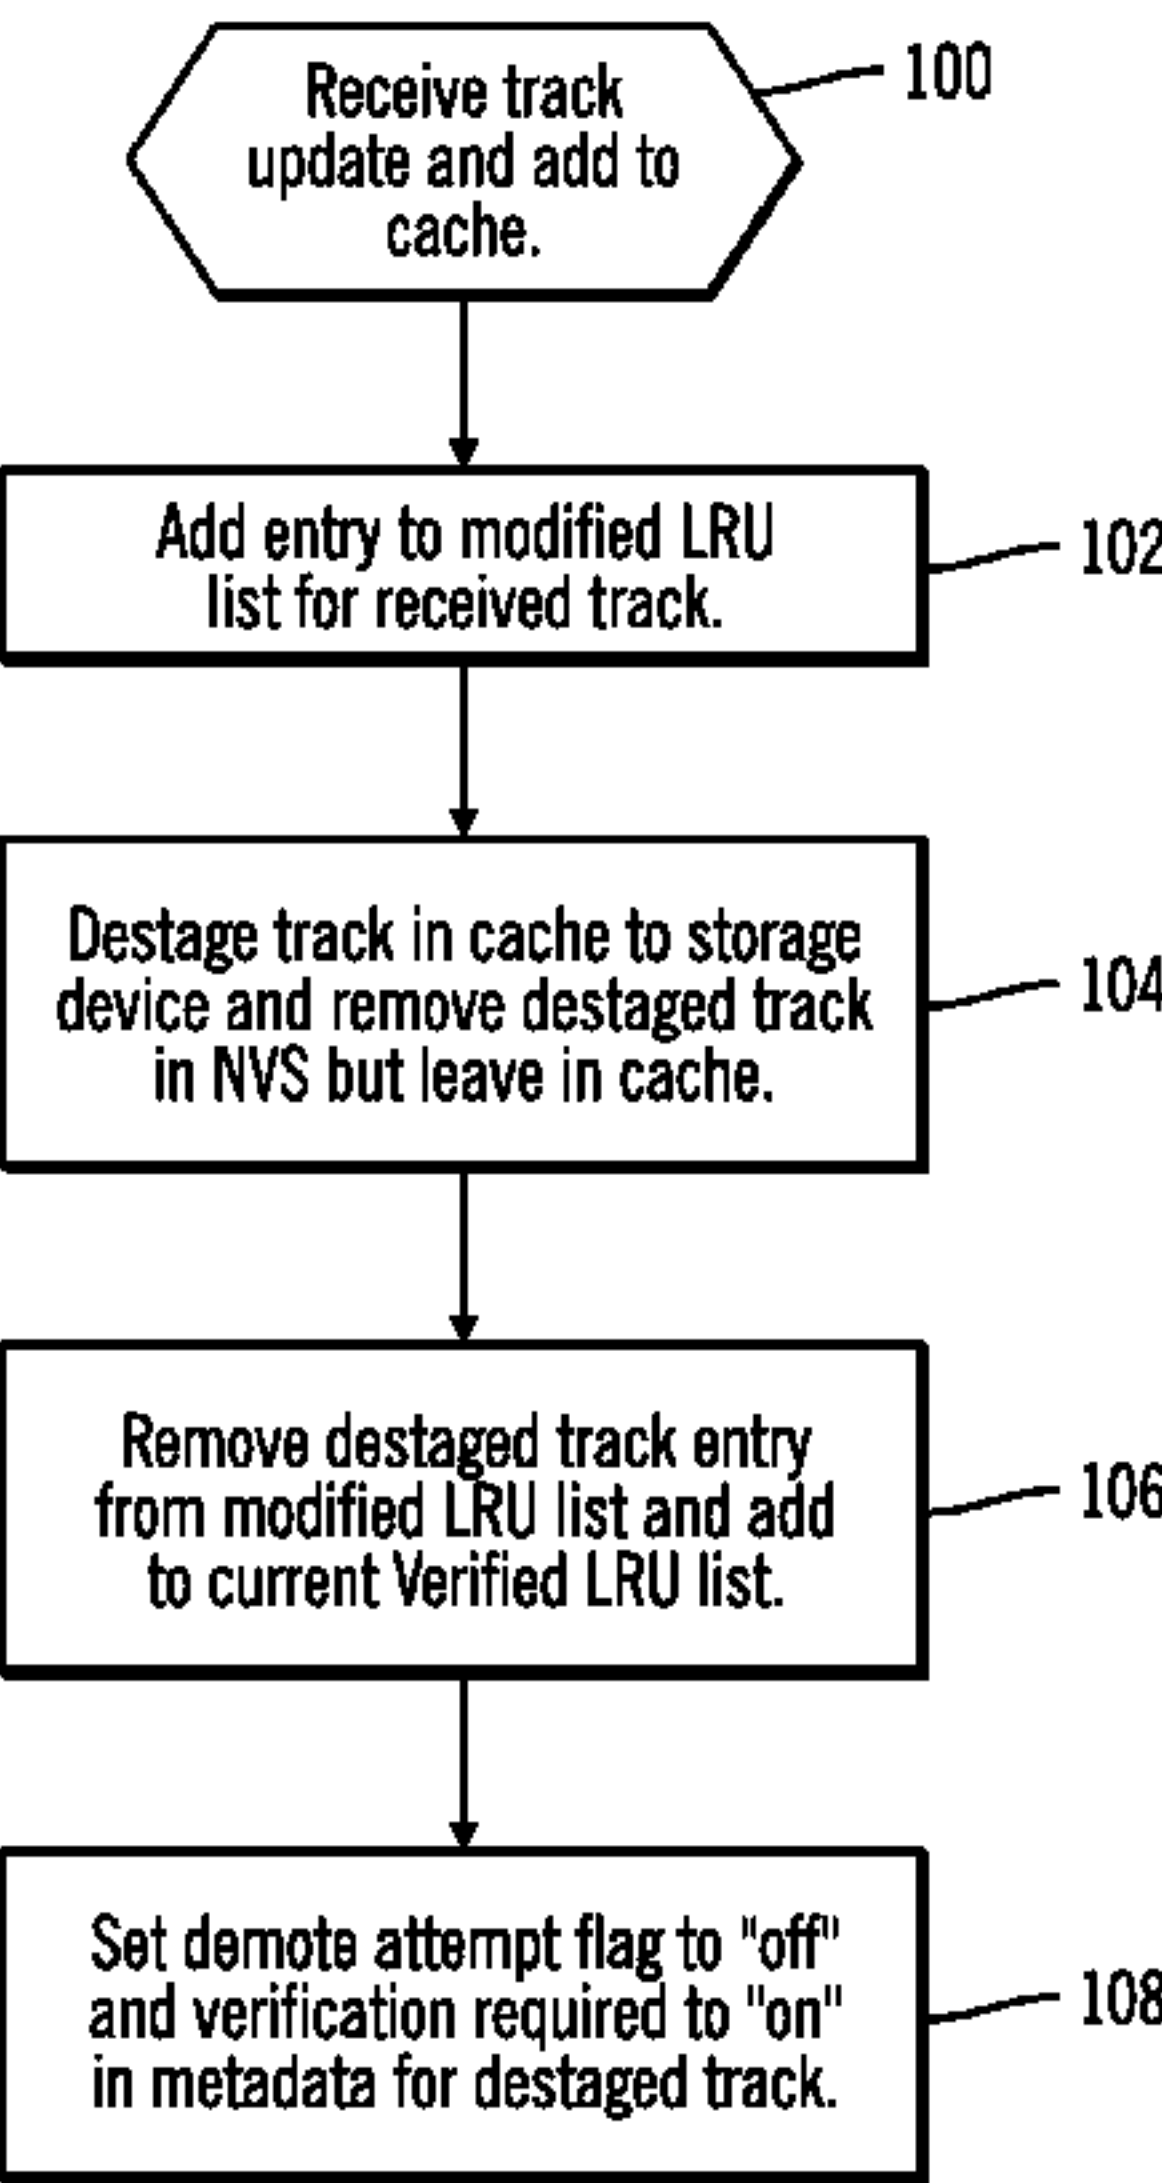 Receive track
update and add to
cache.
100
Add entry to modified LRU
list for received track.
102
Destage track in cache to storage
device and remove destaged track
in NVS but leave in cache.
104
Remove destaged track entry
from modified LRU list and add
to current Verified LRU list.
106
Set demote attempt flag to "off"
and verification required to "on"
in metadata for destaged track.
108